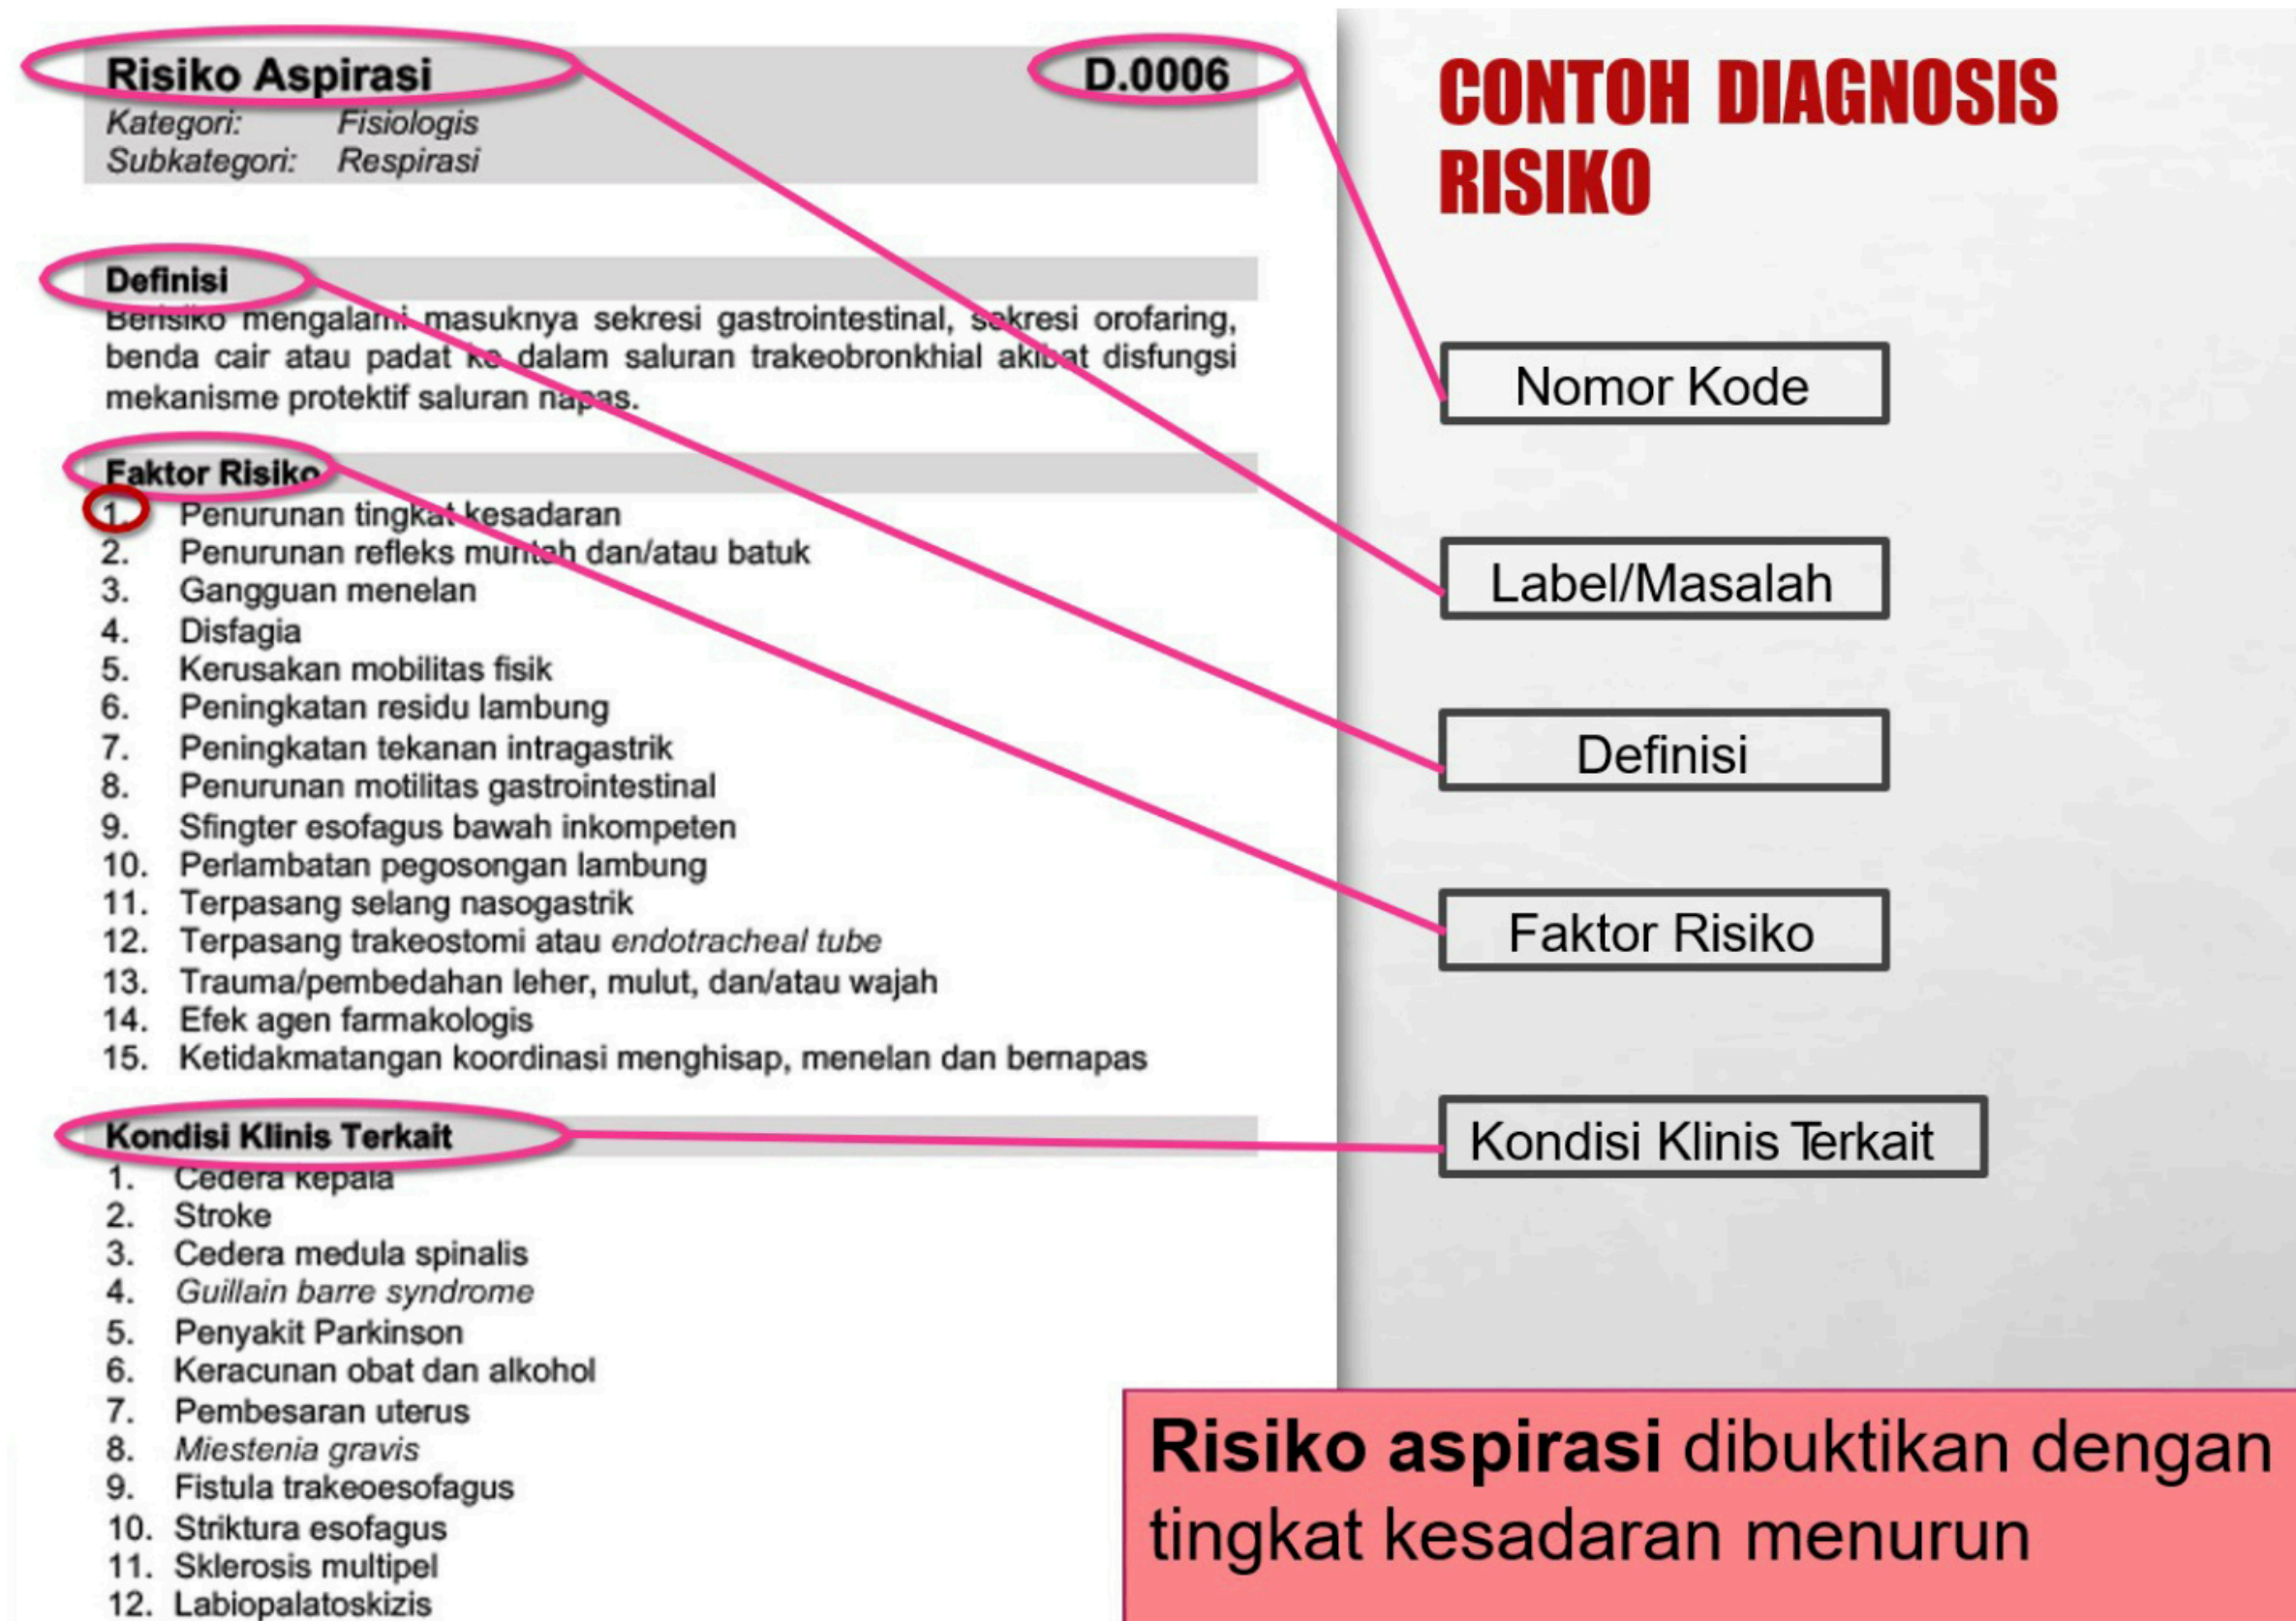 Risiko Aspirasi D.0006
Kategori: Fisiologis
Subkategori: Respirasi
Definisi
Berisiko mengalami masuknya sekresi gastrointestinal, sekresi orofaring,
benda cair atau padat ke dalam saluran trakeobronkhial akibat disfungsi
mekanisme protektif saluran napas.
Faktor Risiko
1. Penurunan tingkat kesadaran
2. Penurunan refleks muntah dan/atau batuk
3. Gangguan menelan
4. Disfagia
5. Kerusakan mobilitas fisik
6. Peningkatan residu lambung
7. Peningkatan tekanan intragastrik
8. Penurunan motilitas gastrointestinal
9. Sfingter esofagus bawah inkompeten
10. Perlambatan pegosongan lambung
11. Terpasang selang nasogastrik
12. Terpasang trakeostomi atau endotracheal tube
13. Trauma/pembedahan leher, mulut, dan/atau wajah
14. Efek agen farmakologis
15. Ketidakmatangan koordinasi menghisap, menelan dan bernapas
Kondisi Klinis Terkait
1. Cedera kepala
2. Stroke
3. Cedera medula spinalis
4. Guillain barre syndrome
5. Penyakit Parkinson
6. Keracunan obat dan alkohol
7. Pembesaran uterus
8. Miestenia gravis
9. Fistula trakeoesofagus
10. Striktura esofagus
11. Sklerosis multipel
12. Labiopalatoskizis
CONTOH DIAGNOSIS
RISIKO
Nomor Kode
Label/Masalah
Definisi
Faktor Risiko
Kondisi Klinis Terkait
Risiko aspirasi dibuktikan dengan
tingkat kesadaran menurun